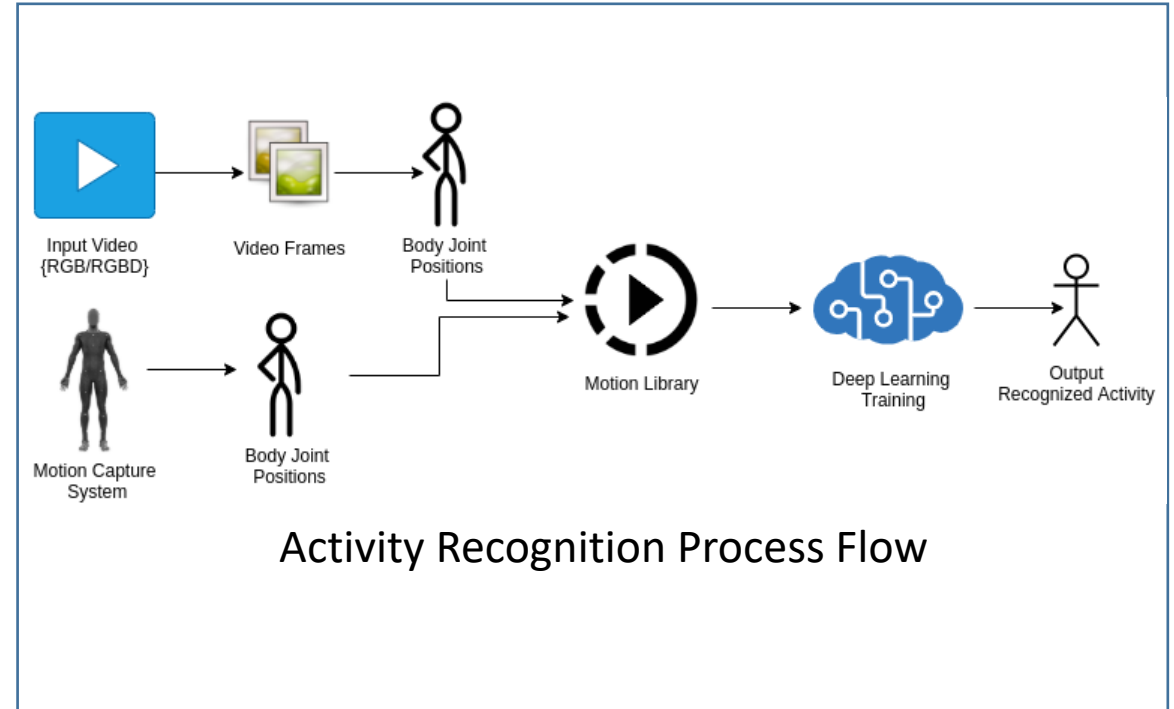 Input Video
{RGB/RGBD}
Video Frames
Body Joint
Positions
Motion Capture
System
Body Joint
Positions
Motion Library
Deep Learning
Training
Output
Recognized Activity
Activity Recognition Process Flow